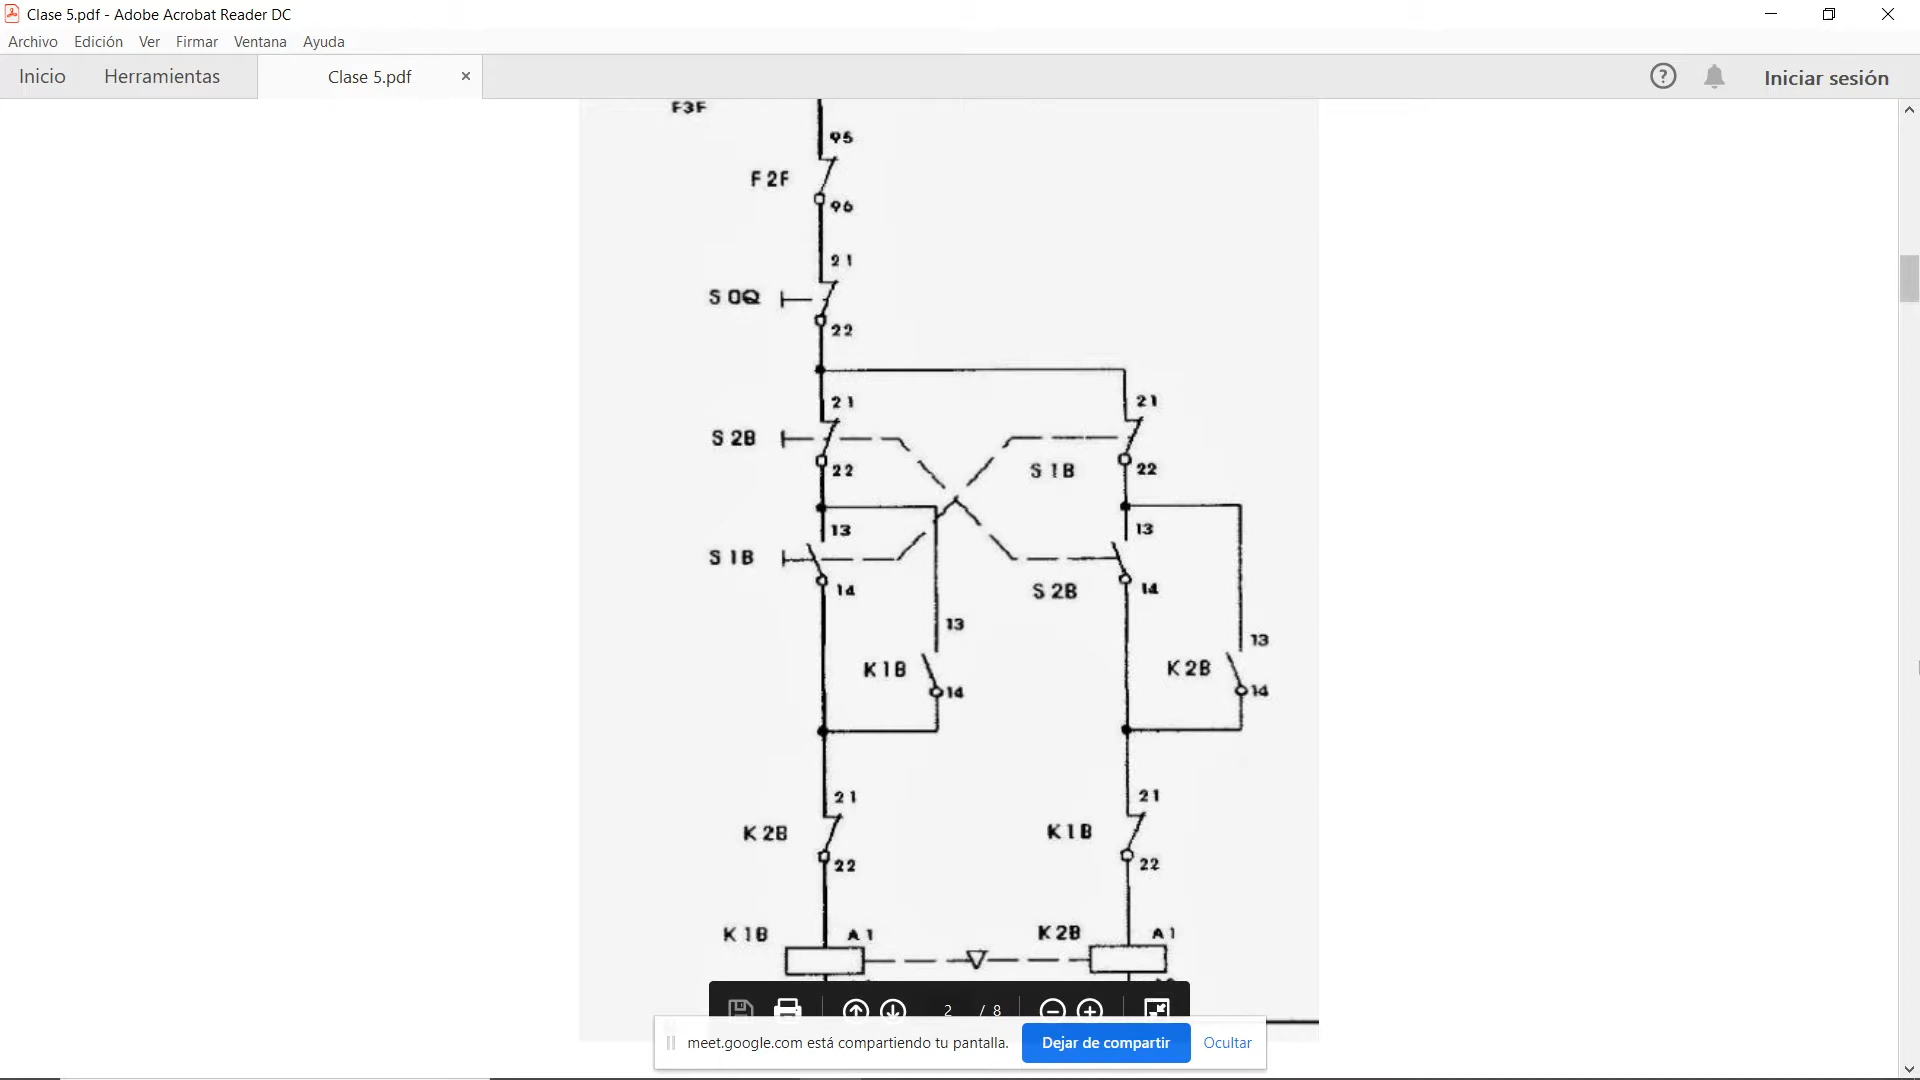 Clase 5.pdf - Adobe Acrobat Reader DC
Archivo Edición Ver Firmar Ventana Ayuda
Inicio Herramientas Clase 5.pdf × ? Iniciar sesión
F3F
95
F2F
96
21
S0Q
22
21 21
S2B
22 S1B 22
13 13
S1B
14 S2B 14
13 13
K1B K2B
14 14
21 21
K2B K1B
22 22
K1B A1 K2B A1
2 / 8
meet.google.com está compartiendo tu pantalla. Dejar de compartir Ocultar